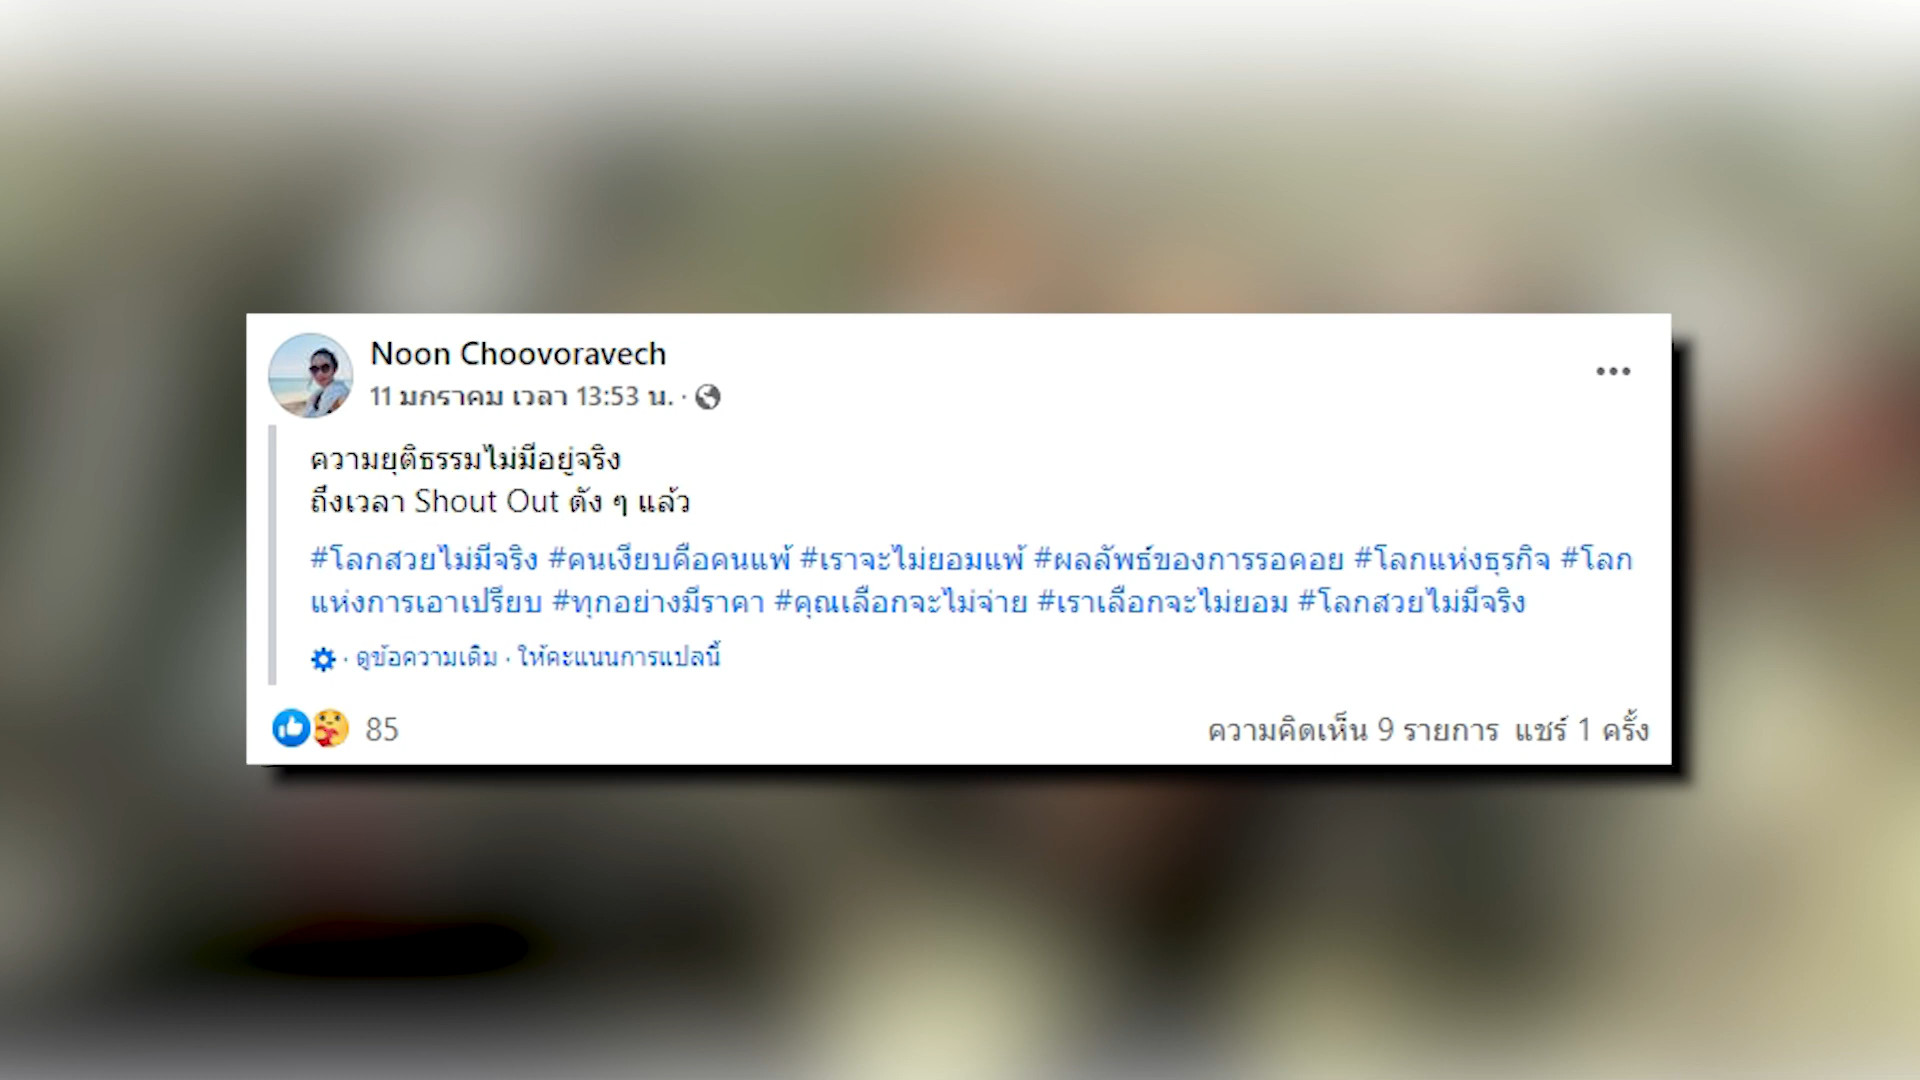 Noon Choovoravech
11 มกราคม เวลา 13:53 น. ·
ความยุติธรรมไม่มีอยู่จริง
ถึงเวลา Shout Out ดัง ๆ แล้ว
#โลกสวยไม่มีจริง #คนเงียบคือคนแพ้ #เราจะไม่ยอมแพ้ #ผลลัพธ์ของการรอคอย #โลกแห่งธุรกิจ #โลก
แห่งการเอาเปรียบ #ทุกอย่างมีราคา #คุณเลือกจะไม่จ่าย #เราเลือกจะไม่ยอม #โลกสวยไม่มีจริง
· ดูข้อความเดิม · ให้คะแนนการแปลนี้
85 ความคิดเห็น 9 รายการ แชร์ 1 ครั้ง